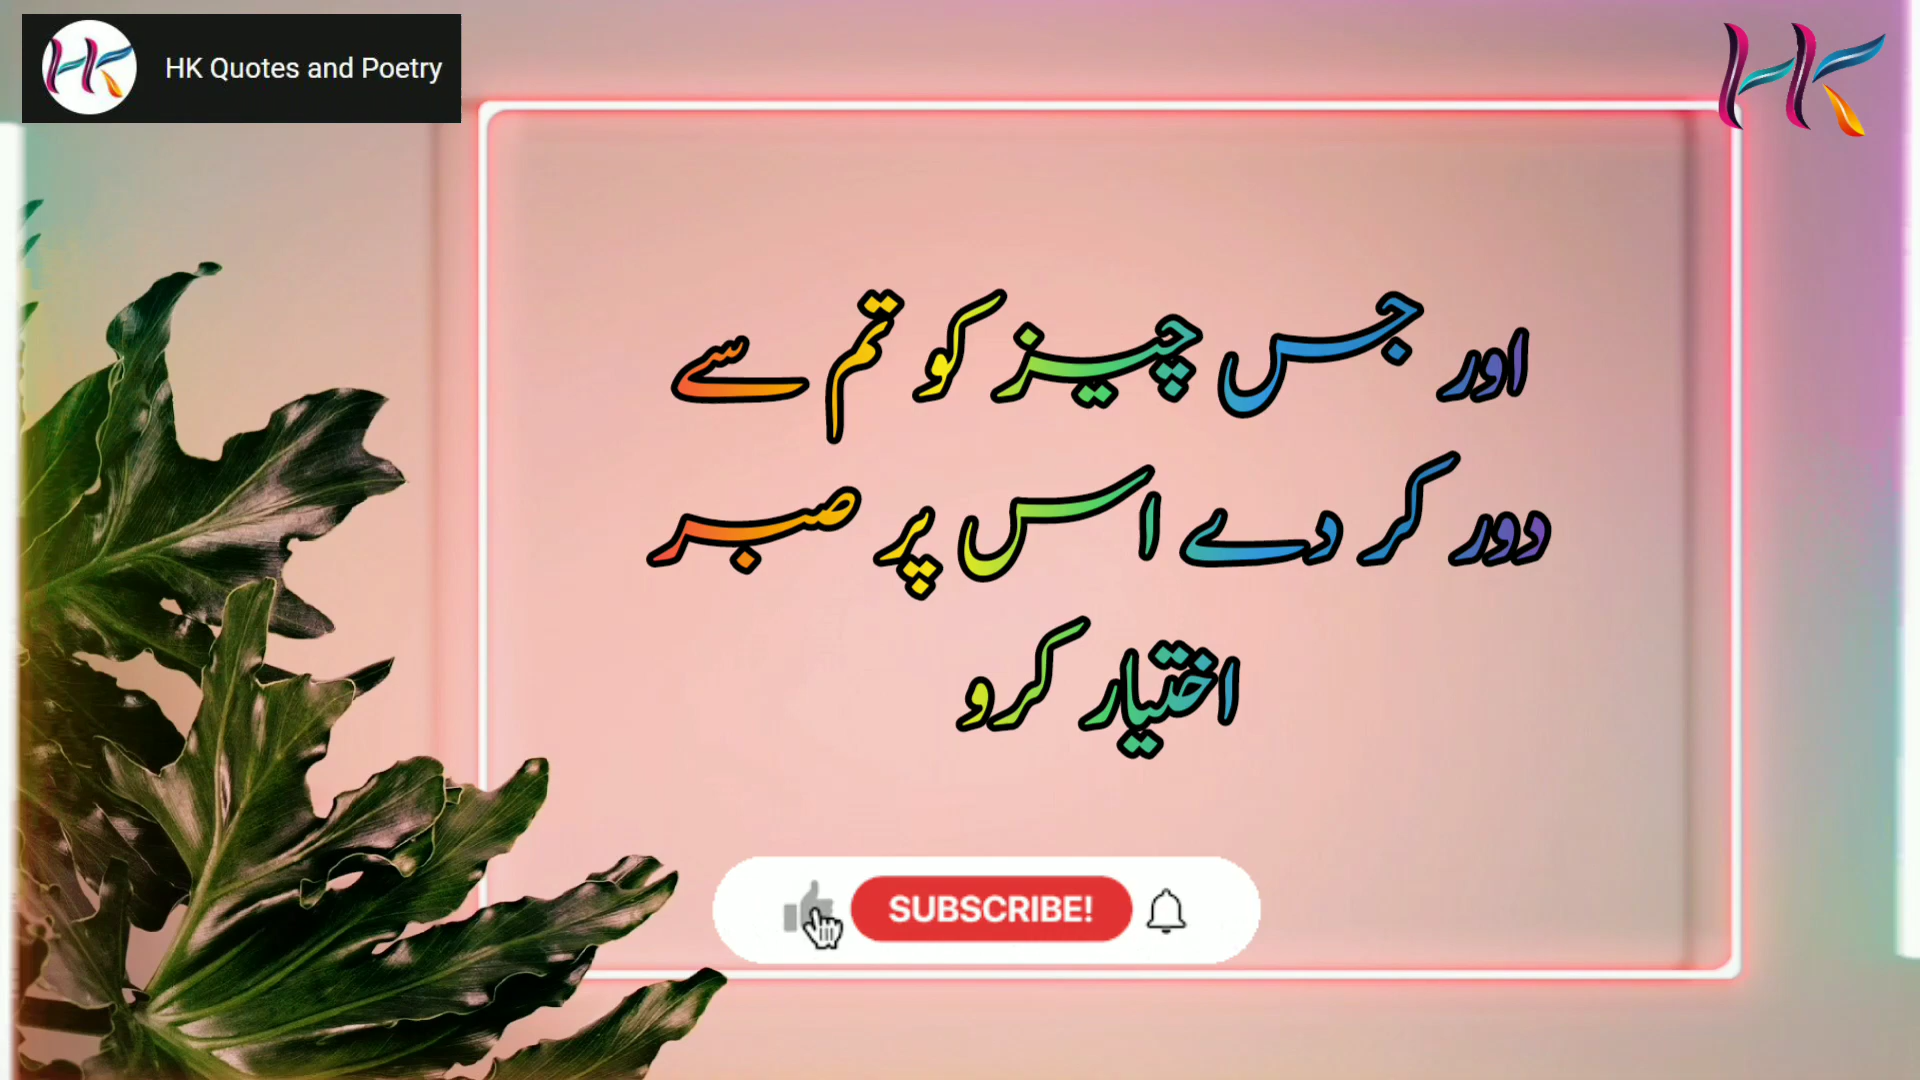 HK Quotes and Poetry
HK
اور جس چیز کو تم سے
دور کر دے اس پر صبر
اختیار کرو
SUBSCRIBE!